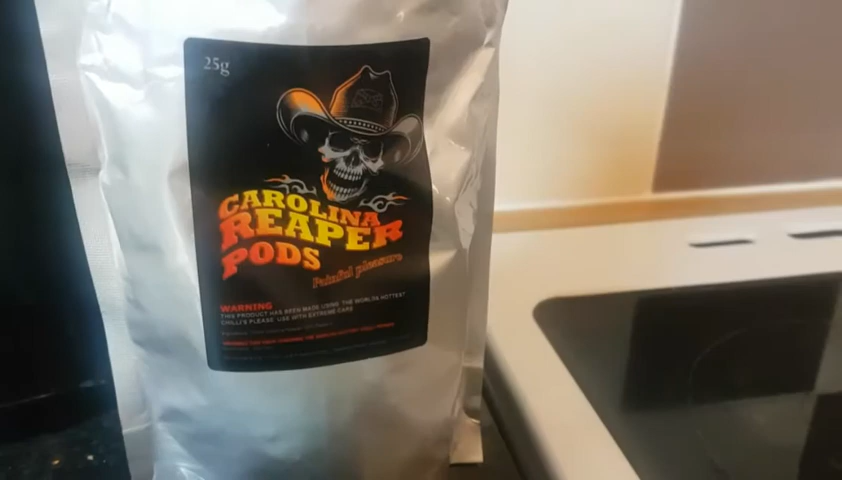 25g
CAROLINA
REAPER
PODS
Painful pleasure
WARNING
THIS PRODUCT HAS BEEN MADE USING THE WORLDS HOTTEST
CHILLI'S PLEASE USE WITH EXTREME CARE